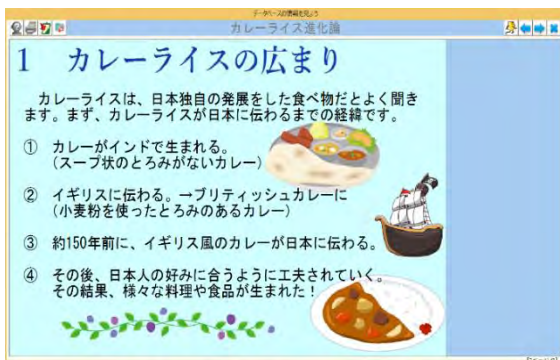 データベースの情報を見よう
カレーライス進化論
1 カレーライスの広まり
カレーライスは、日本独自の発展をした食べ物だとよく聞き
ます。まず、カレーライスが日本に伝わるまでの経緯です。
① カレーがインドで生まれる。
(スープ状のとろみがないカレー)
② イギリスに伝わる。→ブリティッシュカレーに
(小麦粉を使ったとろみのあるカレー)
③ 約150年前に、イギリス風のカレーが日本に伝わる。
④ その後、日本人の好みに合うように工夫されていく。
その結果、様々な料理や食品が生まれた！